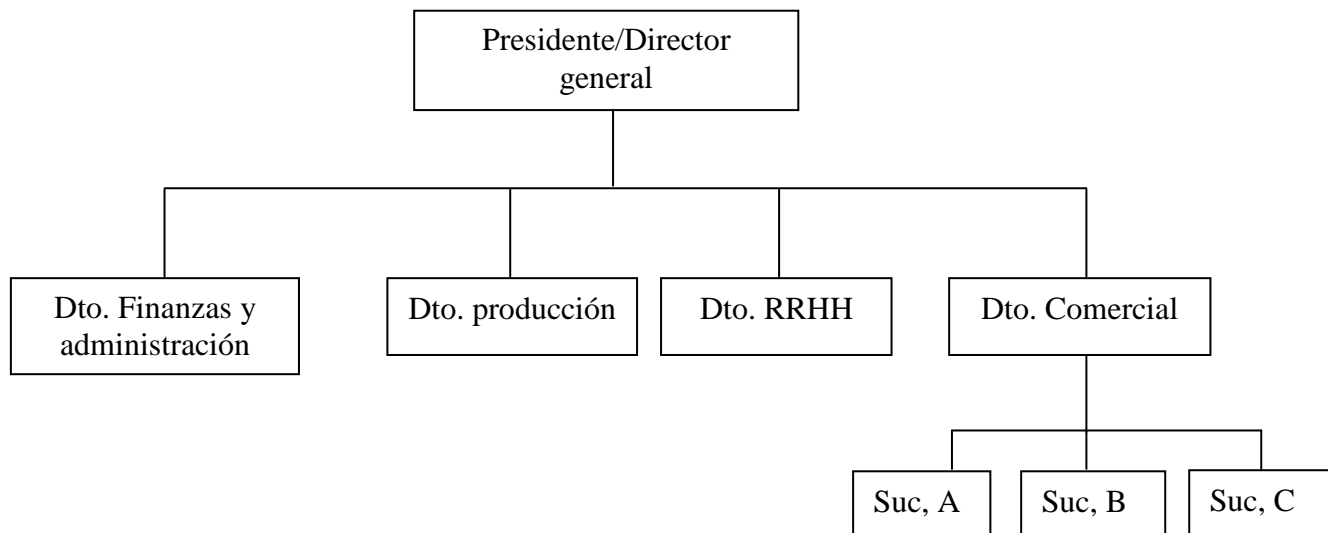 Presidente/Director
general
Dto. Finanzas y
administración
Dto. producción
Dto. RRHH
Dto. Comercial
Suc, A
Suc, B
Suc, C